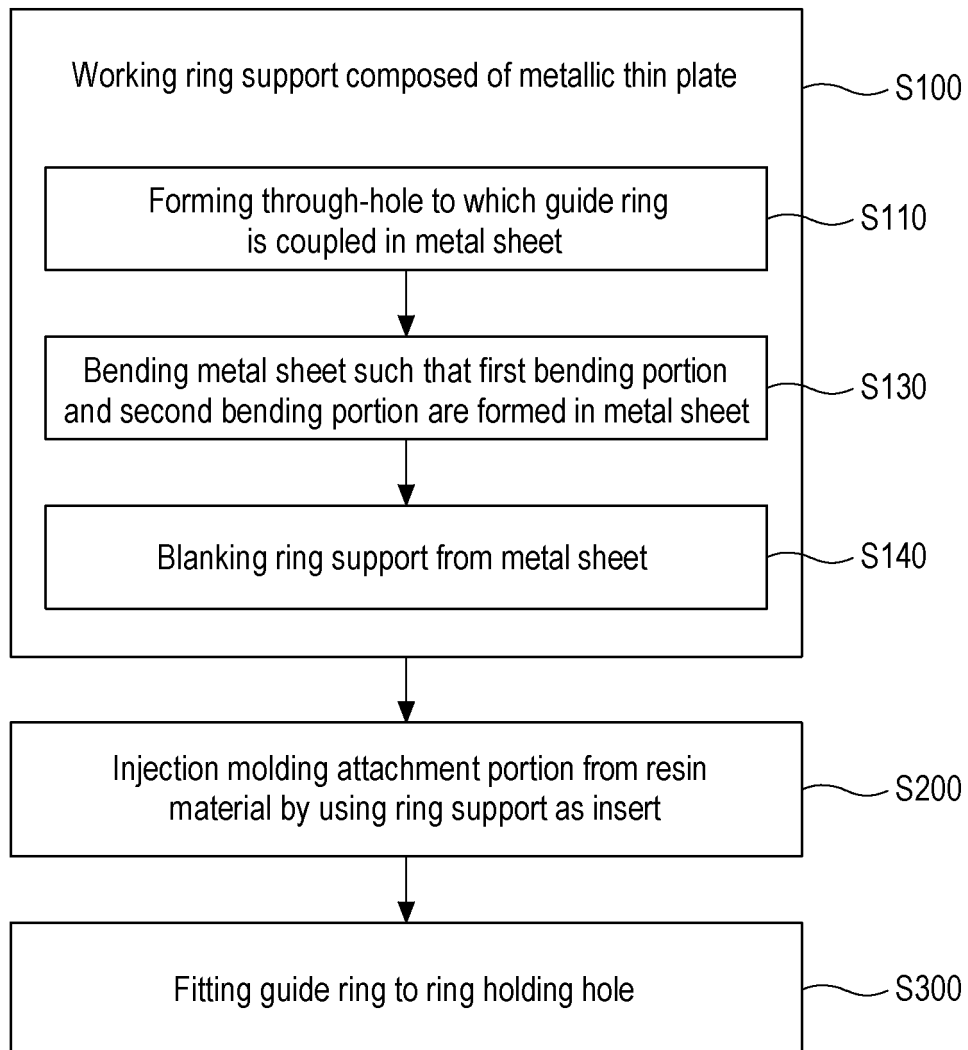 Working ring support composed of metallic thin plate
S100
Forming through-hole to which guide ring
is coupled in metal sheet
S110
Bending metal sheet such that first bending portion
and second bending portion are formed in metal sheet
S130
Blanking ring support from metal sheet
S140
Injection molding attachment portion from resin
material by using ring support as insert
S200
Fitting guide ring to ring holding hole
S300